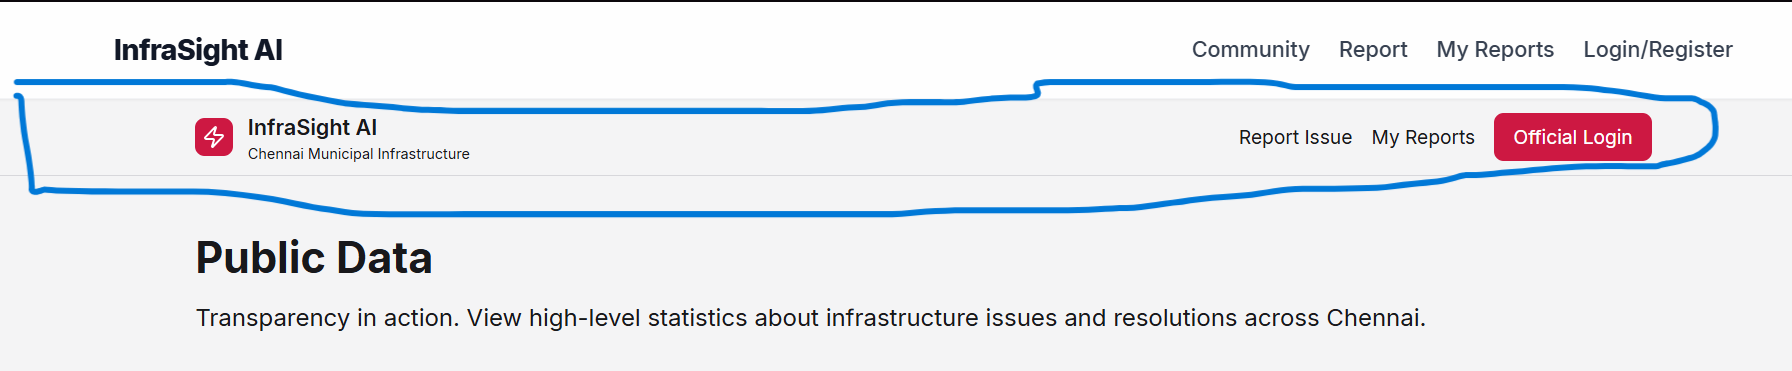 InfraSight AI Community Report My Reports Login/Register
InfraSight AI
Chennai Municipal Infrastructure
Report Issue My Reports Official Login
Public Data
Transparency in action. View high-level statistics about infrastructure issues and resolutions across Chennai.